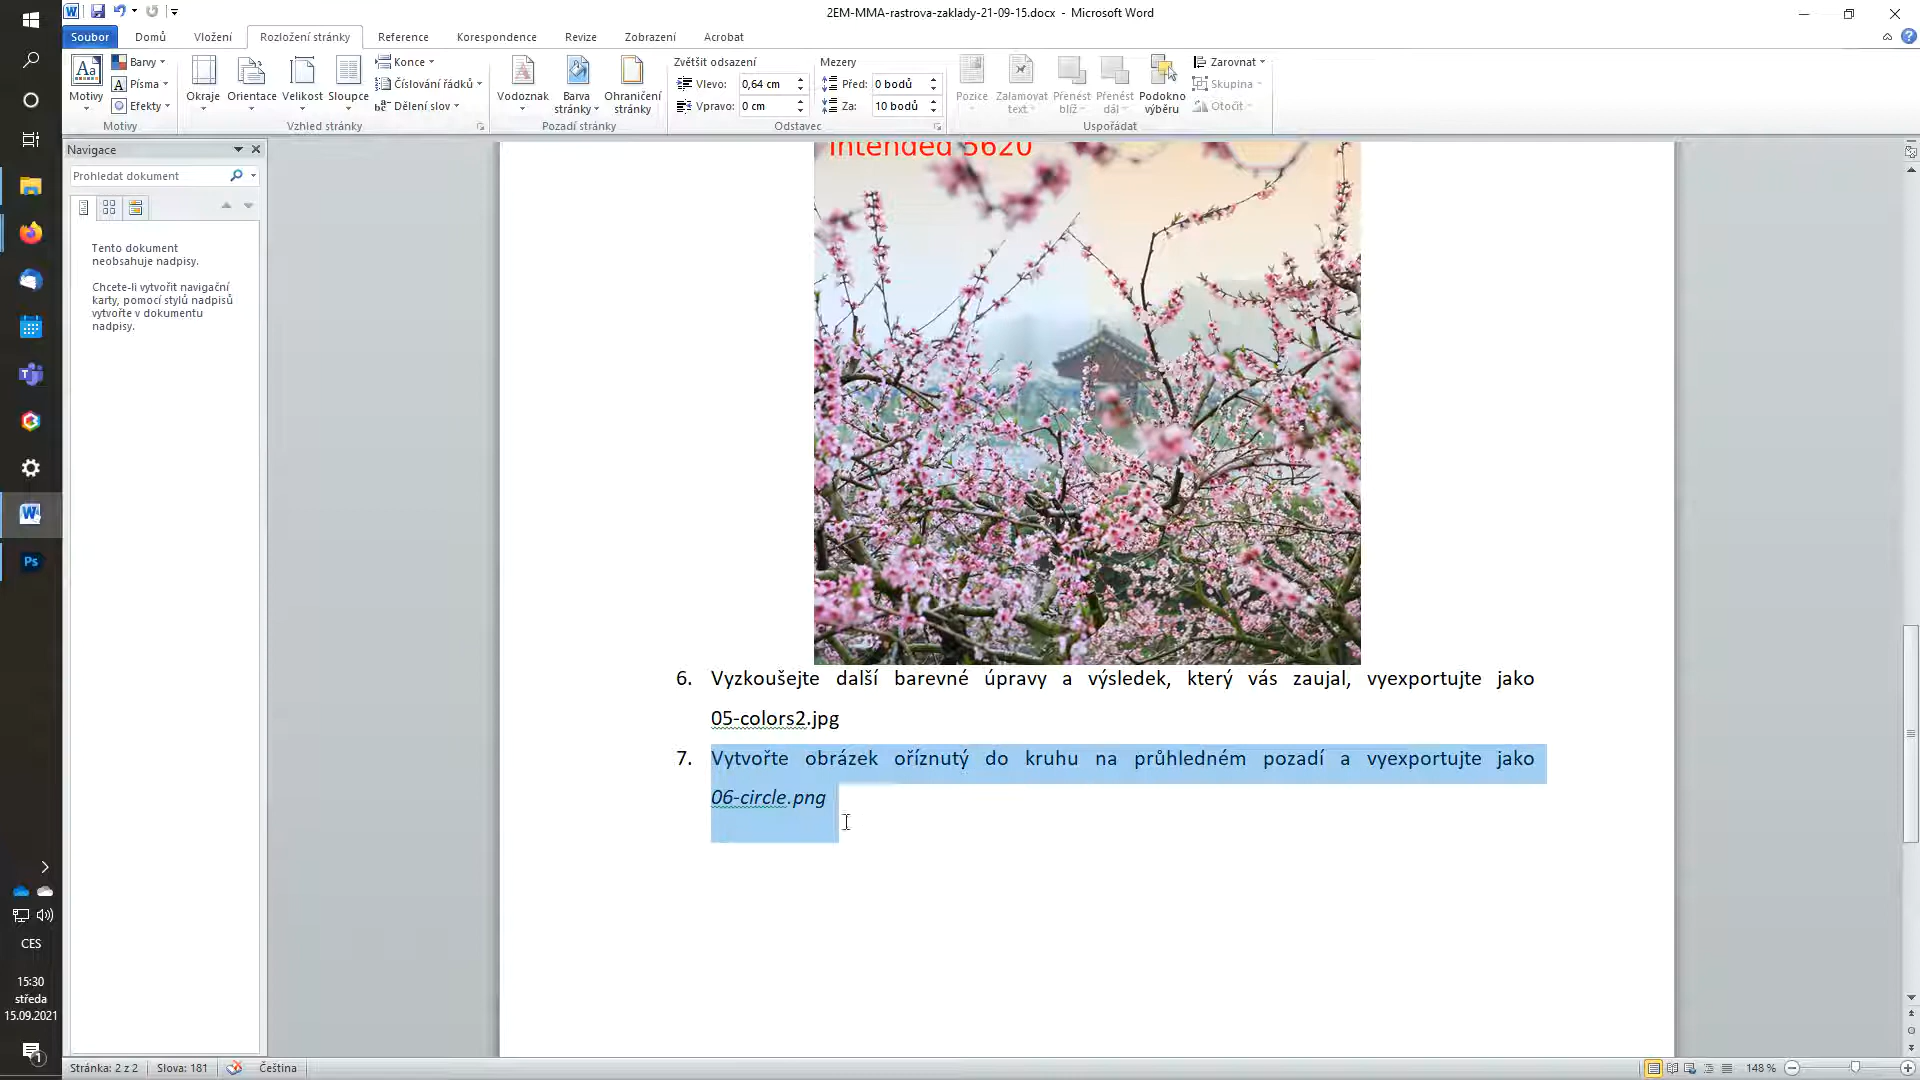 2EM-MMA-rastrova-zaklady-21-09-15.docx - Microsoft Word
Soubor Domů Vložení Rozložení stránky Reference Korespondence Revize Zobrazení Acrobat
Motivy
Barvy
Písma
Efekty
Motivy
Okraje Orientace Velikost Sloupce
Konce
Číslování řádků
Dělení slov
Vzhled stránky
Vodoznak Barva stránky Ohraničení stránky
Pozadí stránky
Zvětšit odsazení Mezery
Vlevo: 0,64 cm Před: 0 bodů
Vpravo: 0 cm Za: 10 bodů
Odstavec
Pozice Zalamovat text Přenést blíž Přenést dál Podokno výběru
Zarovnat
Skupina
Otočit
Uspořádat
Navigace
Prohledat dokument
Tento dokument
neobsahuje nadpisy.
Chcete-li vytvořit navigační
karty, pomocí stylů nadpisů
vytvořte v dokumentu
nadpisy.
Intended 5620
6. Vyzkoušejte další barevné úpravy a výsledek, který vás zaujal, vyexportujte jako
05-colors2.jpg
7. Vytvořte obrázek oříznutý do kruhu na průhledném pozadí a vyexportujte jako
06-circle.png
CES
15:30
středa
15.09.2021
1
Stránka: 2 z 2 Slova: 181 Čeština 148 %